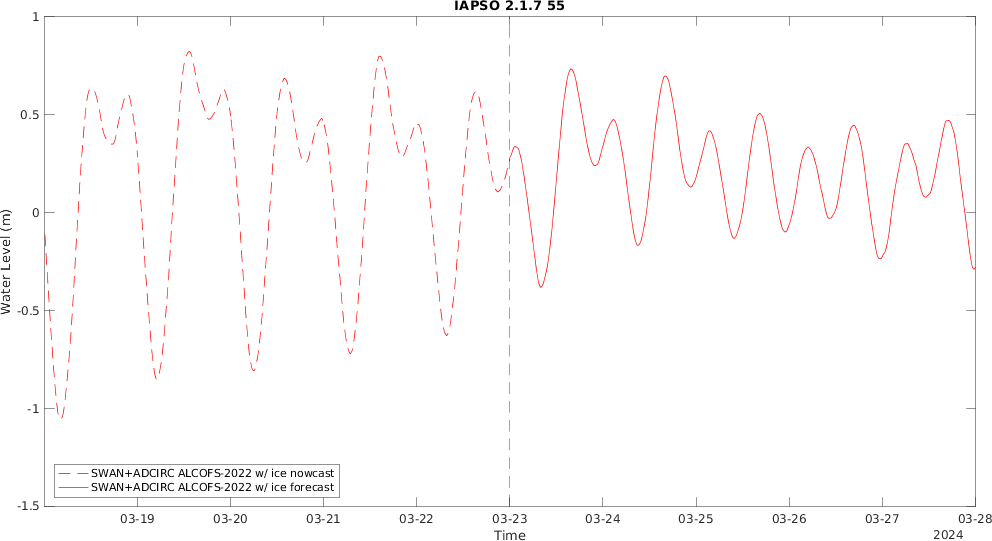 IAPSO 2.1.7 55
1
0.5
0
-0.5
-1
-1.5
Water Level (m)
SWAN+ADCIRC ALCOFS-2022 w/ ice nowcast
SWAN+ADCIRC ALCOFS-2022 w/ ice forecast
03-19 03-20 03-21 03-22 03-23 03-24 03-25 03-26 03-27 03-28
Time
2024